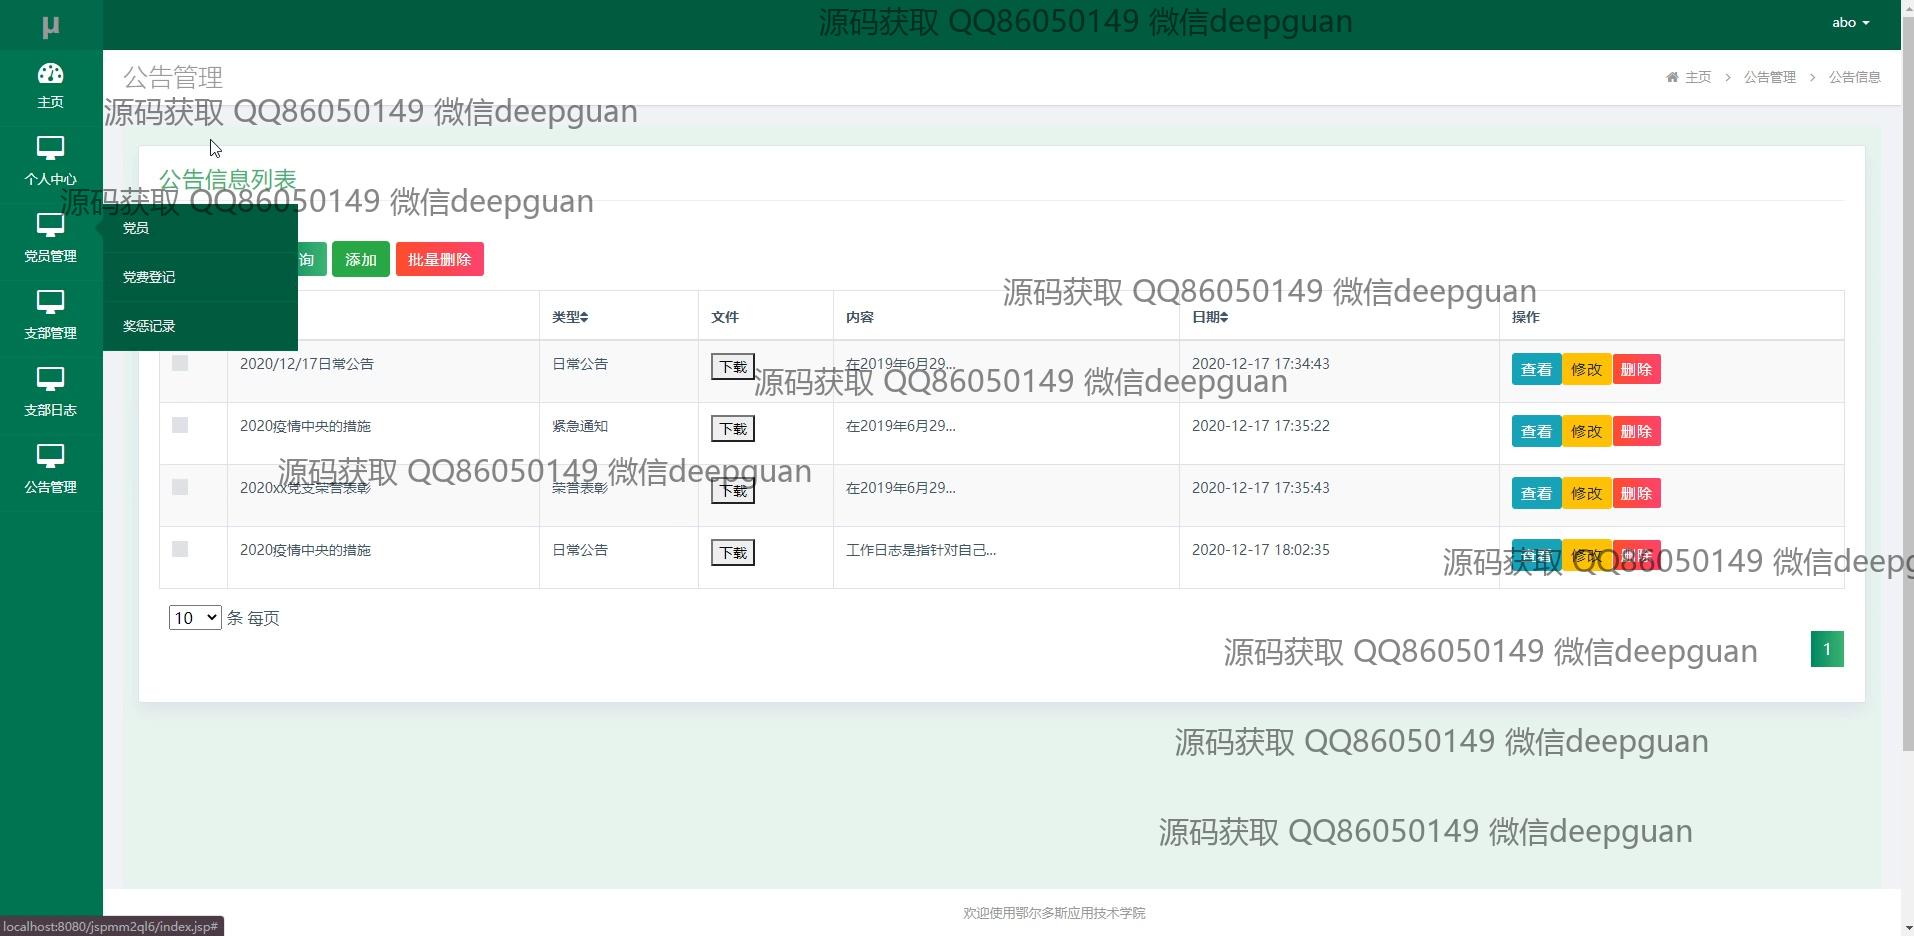 μ
源码获取 QQ86050149 微信deepguan
abo
主页
公告管理
主页 > 公告管理 > 公告信息
源码获取 QQ86050149 微信deepguan
个人中心
公告信息列表
源码获取 QQ86050149 微信deepguan
党员管理
党员
党费登记
奖惩记录
询 添加 批量删除
支部管理
支部日志
公告管理
源码获取 QQ86050149 微信deepguan
类型 文件 内容 日期 操作
2020/12/17日常公告 日常公告 下载 在2019年6月29... 2020-12-17 17:34:43 查看 修改 删除
源码获取 QQ86050149 微信deepguan
2020疫情中央的措施 紧急通知 下载 在2019年6月29... 2020-12-17 17:35:22 查看 修改 删除
源码获取 QQ86050149 微信deepguan
2020xx党支荣誉表彰 荣誉表彰 下载 在2019年6月29... 2020-12-17 17:35:43 查看 修改 删除
2020疫情中央的措施 日常公告 下载 工作日志是指针对自己... 2020-12-17 18:02:35 查看 修改 删除
源码获取 QQ86050149 微信deepg
10 条 每页
源码获取 QQ86050149 微信deepguan
1
源码获取 QQ86050149 微信deepguan
源码获取 QQ86050149 微信deepguan
欢迎使用鄂尔多斯应用技术学院
localhost:8080/jspmm2ql6/index.jsp#